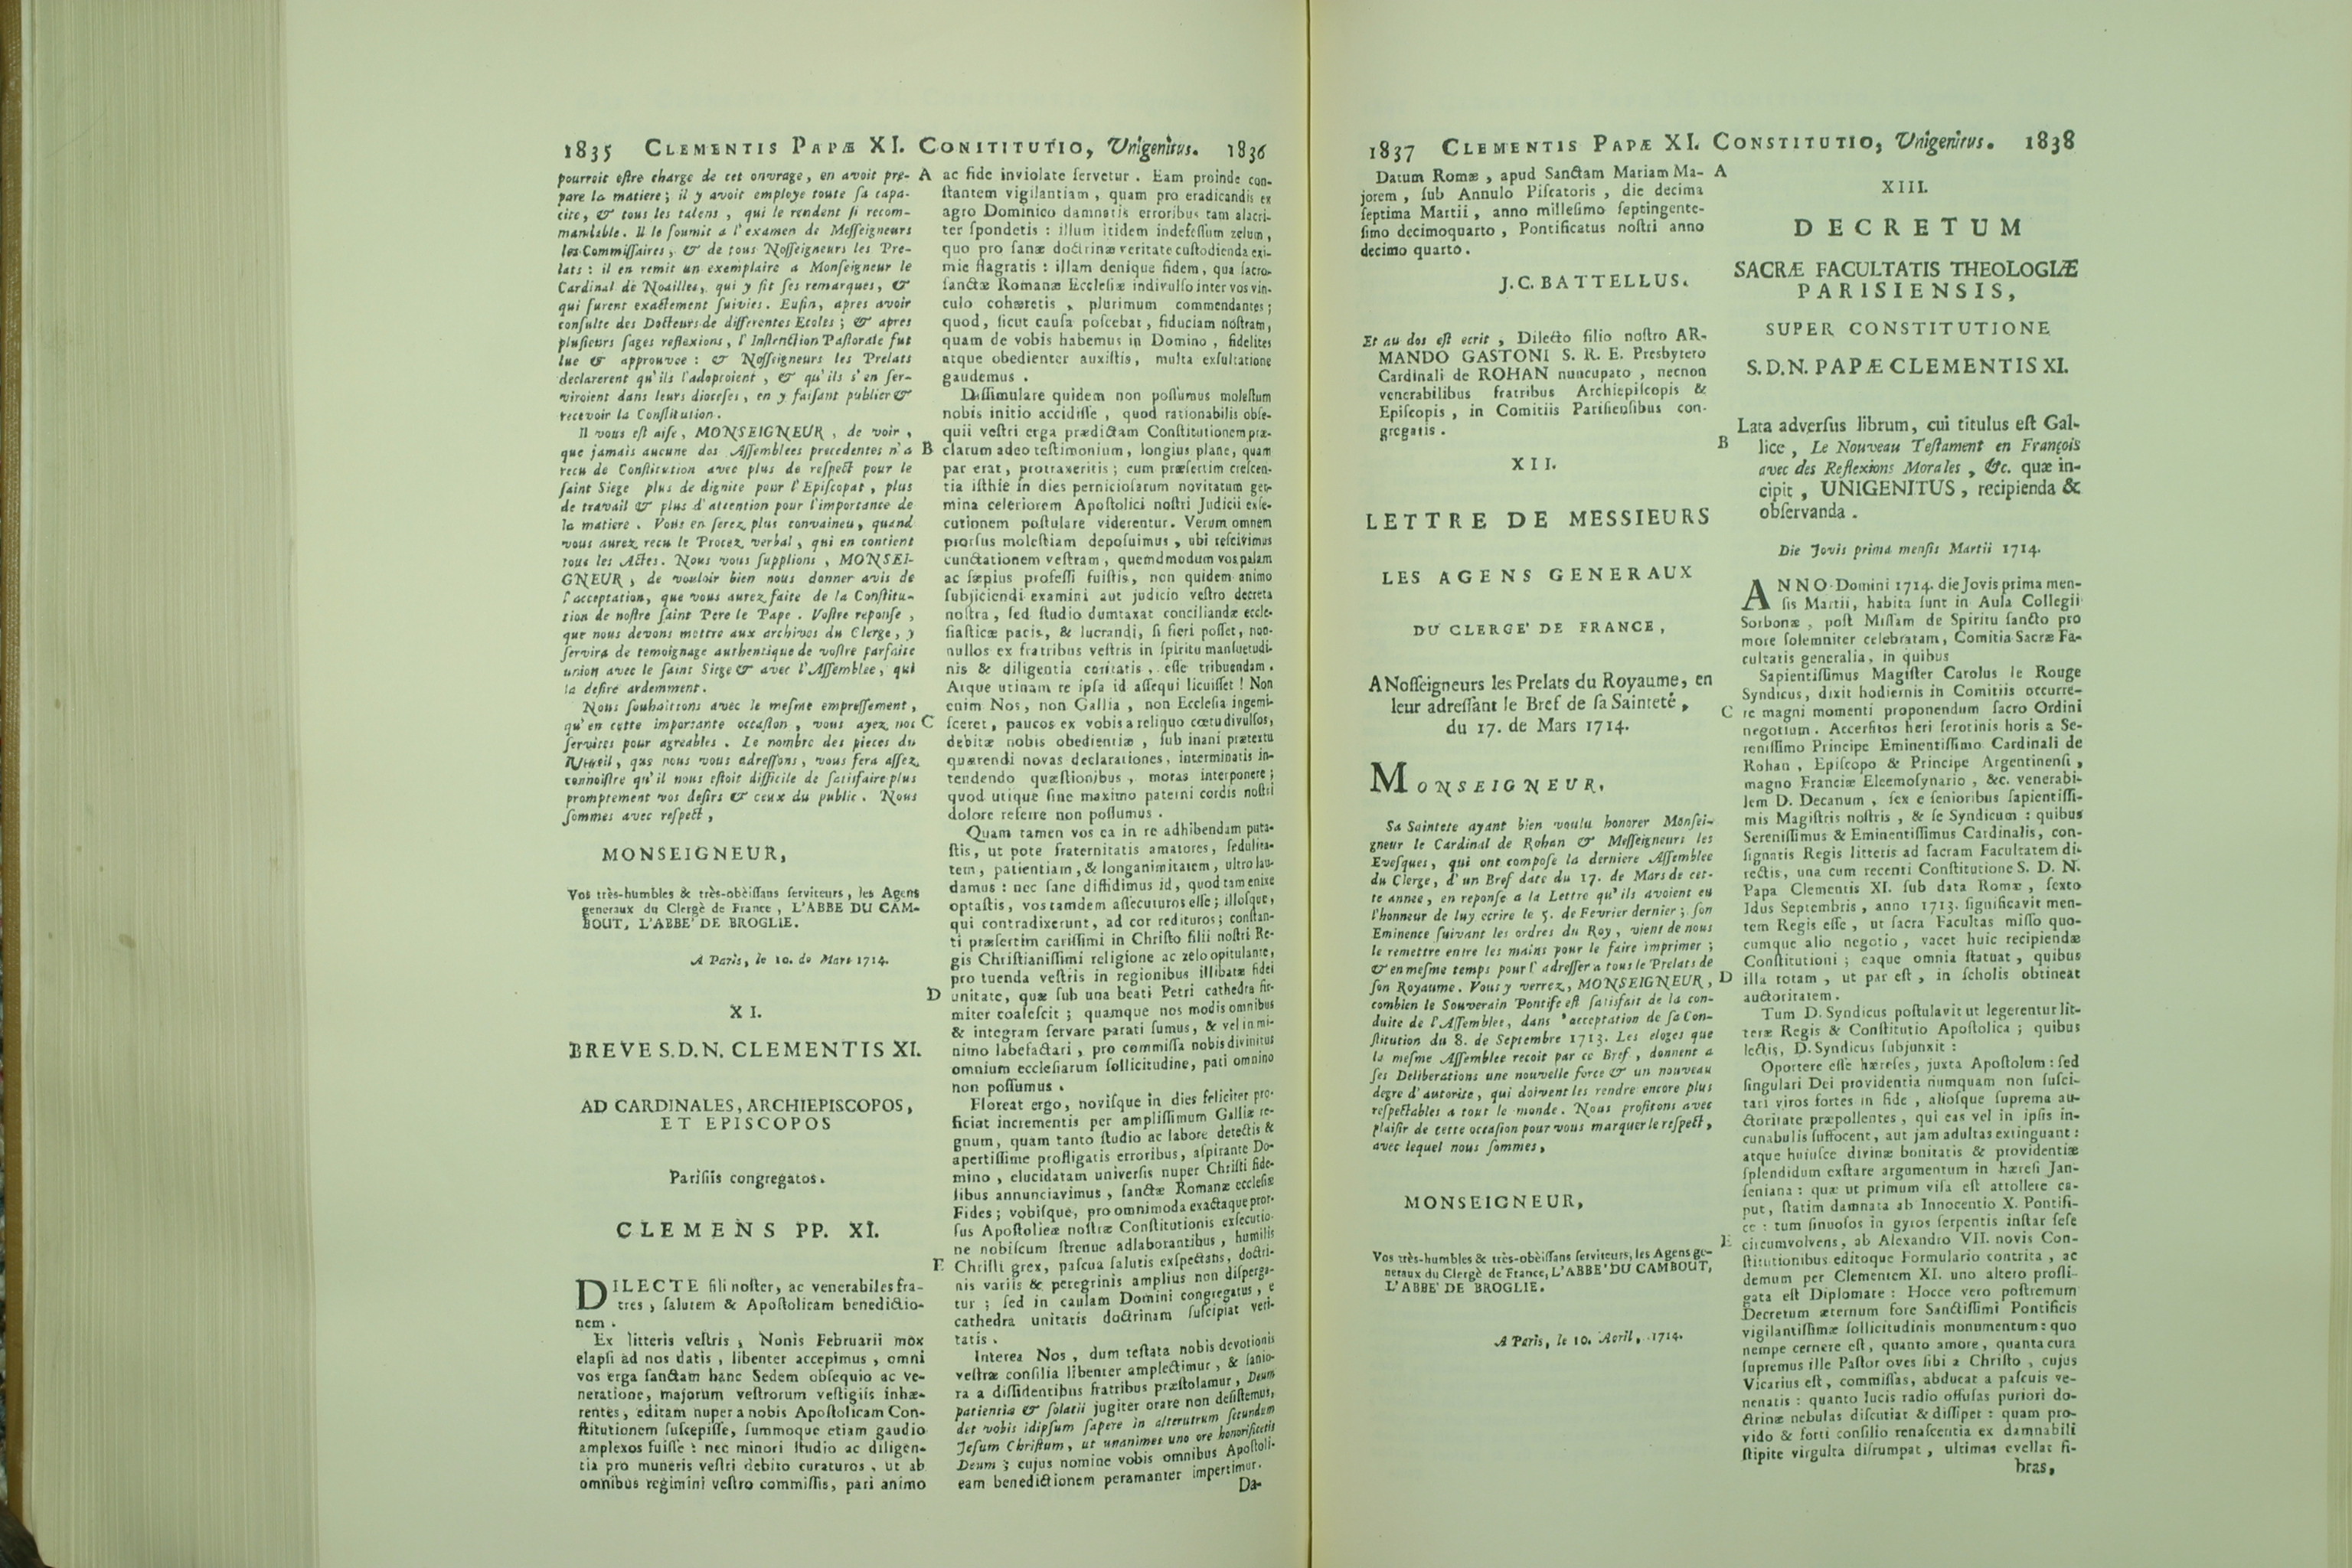 1835 CLEMENTIS PAPÆ XI. CONITITUTIO, Unigenitus. 1836
pourroit eſtre charge de cet onvrage, en avoit pre-
pare la matiere; il y avoit employe toute ſa capa-
cite, & tous les talens, qui le rendent ſi recom-
mandable. Il le ſoumit a l'examen de Meſſeigneurs
les Commiſſaires, & de tous Noſſeigneurs les Pre-
lats: il en remit un exemplaire a Monſeigneur le
Cardinal de Noailles, qui y fit ſes remarques, &
qui furent exactement ſuivies. Eufin, apres avoir
conſulte des Docteurs de differentes Ecoles; & apres
pluſieurs ſages reflexions, l'Inſtruction Paſtorale fut
lue & approuvee: & Noſſeigneurs les Prelats
declarerent qu'ils l'adoproient, & qu'ils s'en ſer-
viroient dans leurs dioceſes, en y faiſant publier &
recevoir la Conſtitution.
Il vous eſt aiſe, MONSEIGNEUR, de voir,
que jamais aucune dos Aſſemblees precedentes n'a
recu de Conſtitution avec plus de reſpect pour le
ſaint Siege plus de dignite pour l'Epiſcopat, plus
de travail & plus d'attention pour l'importance de
la matiere. Vous en ſerez plus convaincu, quand
vous aurez recu le Procez verbal, qui en contient
tous les Actes. Nous vous ſupplions, MONSEI-
GNEUR, de vouloir bien nous donner avis de
l'acceptation, que vous aurez faite de la Conſtitu-
tion de noſtre ſaint Pere le Pape. Voſtre reponſe,
que nous devons mettre aux archives du Clerge, y
ſervira de temoignage authentique de voſtre parfaite
union avec le ſaint Siege & avec l'Aſſemblee, qui
la deſire ardemment.
Nous ſouhaitrons avec le meſme empreſſement,
qu'en cette importante occaſion, vous ayez nos
ſervices pour agreables. Le nombre des pieces du
que nous vous adreſſons, vous fera aſſez
connoiſtre qu'il nous eſtoit difficile de ſatisfaire plus
promptement vos deſirs & ceux du public. Nous
ſommes avec reſpect,
MONSEIGNEUR,
Vos très-humbles & très-obèiſſans ſerviteurs, les Agens
generaux du Clergè de France, L'ABBE DU CAM-
BOUT, L'ABBE' DE BROGLIE.
A Paris, le 10. de Mars 1714.
XI.
BREVE S.D.N. CLEMENTIS XI.
AD CARDINALES, ARCHIEPISCOPOS,
ET EPISCOPOS
Pariſiis congregatos.
CLEMENS PP. XI.
DILECTE fili noſter, ac venerabiles fra-
tres, ſalutem & Apoſtolicam benedictio-
nem.
Ex litteris veſtris, Nonis Februarii mox
elapſi ad nos datis, libenter accepimus, omni
vos erga ſanctam hanc Sedem obſequio ac ve-
neratione, majorum veſtrorum veſtigiis inhæ-
rentes, editam nuper a nobis Apoſtolicam Con-
ſtitutionem ſuſcepiſſe, ſummoque etiam gaudio
amplexos fuiſſe: nec minori ſtudio ac diligen-
tia pro muneris veſtri debito curaturos, ut ab
omnibus regimini veſtro commiſſis, pari animo
A ac fide inviolate ſervetur. Eam proinde con-
ſtantem vigilantiam, quam pro eradicandis ex
agro Dominico damnatis erroribus tam alacri-
ter ſpondetis: illum itidem indefeſſum zelum,
quo pro ſanæ doctrinæ veritate cuſtodienda exi-
mie flagratis: illam denique fidem, qua ſacro-
ſanctæ Romanæ Eccleſiæ indivulſo inter vos vin-
culo cohæretis, plurimum commendantes;
quod, ſicut cauſa poſcebat, fiduciam noſtram,
quam de vobis habemus in Domino, fidelites
atque obedienter auxiſtis, multa exſultatione
gaudemus.
Diſſimulare quidem non poſſumus moleſtum
nobis initio accidiſſe, quod rationabilis obſe-
quii veſtri erga prædictam Conſtitutionem præ-
B clarum adeo teſtimonium, longius plane, quam
par erat, protraxeritis; cum præſertim creſcen-
tia iſthic in dies pernicioſarum novitatum ger-
mina celeriorem Apoſtolici noſtri Judicii exſe-
cutionem poſtulare viderentur. Verum omnem
prorſus moleſtiam depoſuimus, ubi reſcivimus
cunctationem veſtram, quemdmodum vos palam
ac ſæpius profeſſi fuiſtis, non quidem animo
ſubjiciendi examini aut judicio veſtro decreta
noſtra, ſed ſtudio dumtaxat conciliandæ eccle-
ſiaſticæ pacis, & lucrandi, ſi fieri poſſet, non-
nullos ex fratribus veſtris in ſpiritu manſuetudi-
nis & diligentia caritatis, eſſe tribuendam.
Atque utinam re ipſa id aſſequi licuiſſet! Non
enim Nos, non Gallia, non Eccleſia ingemi-
C ſceret, paucos ex vobis a reliquo cœtu divulſos,
debitæ nobis obedientiæ, ſub inani prætextu
quærendi novas declarationes, interminatis in-
tendendo quæſtionibus, moras interponere;
quod utique ſine maximo paterni cordis noſtri
dolore referre non poſſumus.
Quam tamen vos ea in re adhibendam puta-
ſtis, ut pote fraternitatis amatores, ſedulita-
tem, patientiam, & longanimitatem, ultro lau-
damus: nec ſane diffidimus id, quod tam enixe
optaſtis, vos tamdem aſſecuturos eſſe; illoſque,
qui contradixerunt, ad cor redituros; conſtan-
ti præſertim cariſſimi in Chriſto filii noſtri Re-
gis Chriſtianiſſimi religione ac zelo opitulante,
pro tuenda veſtris in regionibus illibatæ fidei
D unitate, quæ ſub una beati Petri cathedra fir-
miter coaleſcit; quamque nos modis omnibus
& integram ſervare parati ſumus, & vel in mi-
nimo labefactari, pro commiſſa nobis divinitus
omnium eccleſiarum ſollicitudine, pati omnino
non poſſumus.
Floreat ergo, noviſque in dies feliciter pro-
ficiat incrementis per ampliſſimum Galliæ re-
gnum, quam tanto ſtudio ac labore detectis &
apertiſſime profligatis erroribus, aſpirante Do-
mino, elucidatam univerſis nuper Chriſti fide-
libus annunciavimus, ſanctæ Romanæ eccleſiæ
Fides; vobiſque, pro omnimoda exactaque pror-
ſus Apoſtolicæ noſtræ Conſtitutionis exſecutio-
ne nobiſcum ſtrenue adlaborantibus, humilis
E Chriſti grex, paſcua ſalutis exſpectans, doctri-
nis variis & peregrinis amplius non diſperga-
tur; ſed in caulam Domini congregatus, e
cathedra unitatis doctrinam ſuſcipiat veri-
tatis.
Interea Nos, dum teſtata nobis devotionis
veſtræ conſilia libenter amplectimur, & ſanio-
ra a diſſidentibus fratribus præſtolamur, Deum
patientiæ & ſolatii jugiter orare non deſiſtemus,
det vobis idipſum ſapere in alterutrum ſecundum
Jeſum Chriſtum, ut unanimes uno ore honorificetis
Deum; cujus nomine vobis omnibus Apoſtoli-
eam benedictionem peramanter impertimur.
Da-
1837 CLEMENTIS PAPÆ XI. CONSTITUTIO, Unigenitus. 1838
Datum Romæ, apud Sanctam Mariam Ma-
jorem, ſub Annulo Piſcatoris, die decima
ſeptima Martii, anno milleſimo ſeptingente-
ſimo decimoquarto, Pontificatus noſtri anno
decimo quarto.
J.C. BATTELLUS.
Et au dos eſt ecrit, Dilecto filio noſtro AR-
MANDO GASTONI S. R. E. Presbytero
Cardinali de ROHAN nuncupato, necnon
venerabilibus fratribus Archiepiſcopis &
Epiſcopis, in Comitiis Pariſienſibus con-
gregatis.
XII.
LETTRE DE MESSIEURS
LES AGENS GENERAUX
DU CLERGE' DE FRANCE,
A Noſſeigneurs les Prelats du Royaume, en
leur adreſſant le Bref de ſa Sainteté,
du 17. de Mars 1714.
MONSEIGNEUR,
Sa Saintete ayant bien voulu honorer Monſei-
gneur le Cardinal de Rohan & Meſſeigneurs les
Eveſques, qui ont compoſe la derniere Aſſemblee
du Clerge, d'un Bref date du 17. de Mars de cet-
te annee, en reponſe a la Lettre qu'ils avoient eu
l'honneur de luy ecrire le 5. de Fevrier dernier; ſon
Eminence ſuivant les ordres du Roy, vient de nous
le remettre entre les mains pour le faire imprimer;
& en meſme temps pour l'adreſſer a tous le Prelats de
ſon Royaume. Vous y verrez, MONSEIGNEUR,
combien le Souverain Pontife eſt ſatisfait de la con-
duite de l'Aſſemblee, dans 'acceptation de ſa Con-
ſtitution du 8. de Septembre 1713. Les eloges que
la meſme Aſſemblee recoit par ce Bref, donnent a
ſes Deliberations une nouvelle force & un nouveau
degre d'autorite, qui doivent les rendre encore plus
reſpectables a tout le monde. Nous profitons avec
plaiſir de cette occaſion pour vous marquer le reſpect,
avec lequel nous ſommes,
MONSEIGNEUR,
Vos très-humbles & très-obèiſſans ſerviteurs, les Agens ge-
neraux du Clergè de France, L'ABBE' DU CAMBOUT,
L'ABBE' DE BROGLIE.
A Paris, le 10. Avril, 1714.
A
XIII.
DECRETUM
SACRÆ FACULTATIS THEOLOGIÆ
PARISIENSIS,
SUPER CONSTITUTIONE
S.D.N. PAPÆ CLEMENTIS XI.
Lata adverſus librum, cui titulus eſt Gal-
B lice, Le Nouveau Teſtament en François
avec des Reflexions Morales, &c. quæ in-
cipit, UNIGENITUS, recipienda &
obſervanda.
Die Jovis prima menſis Martii 1714.
ANNO Domini 1714. die Jovis prima men-
ſis Martii, habita ſunt in Aula Collegii
Sorbonæ, poſt Miſſam de Spiritu ſancto pro
more ſolemniter celebratam, Comitia Sacræ Fa-
cultatis generalia, in quibus
Sapientiſſimus Magiſter Carolus le Rouge
Syndicus, dixit hodiernis in Comitiis occurre-
C re magni momenti proponendum ſacro Ordini
negotium. Accerſitos heri ſerotinis horis a Se-
reniſſimo Principe Eminentiſſimo Cardinali de
Rohan, Epiſcopo & Principe Argentinenſi,
magno Franciæ Eleemoſynario, &c. venerabi-
lem D. Decanum, ſex e ſenioribus ſapientiſſi-
mis Magiſtris noſtris, & ſe Syndicum: quibus
Sereniſſimus & Eminentiſſimus Cardinalis, con-
ſignatis Regis litteris ad ſacram Facultatem di-
rectis, una cum recenti Conſtitutione S. D. N.
Papa Clementis XI. ſub data Romæ, ſexto
Idus Septembris, anno 1713. ſignificavit men-
tem Regis eſſe, ut ſacra Facultas miſſo quo-
cumque alio negotio, vacet huic recipiendæ
Conſtitutioni; eaque omnia ſtatuat, quibus
D illa totam, ut par eſt, in ſcholis obtineat
auctoritatem.
Tum D. Syndicus poſtulavit ut legerentur lit-
teræ Regis & Conſtitutio Apoſtolica; quibus
lectis, D. Syndicus ſubjunxit:
Oportere eſſe hæreſes, juxta Apoſtolum: ſed
ſingulari Dei providentia numquam non ſuſci-
tari viros fortes in fide, alioſque ſuprema au-
ctoritate præpollentes, qui eas vel in ipſis in-
cunabulis ſuffocent, aut jam adultas extinguant:
atque hujuſce divinæ bonitatis & providentiæ
ſplendidum exſtare argumentum in hæreſi Jan-
ſeniana: quæ ut primum viſa eſt attollere ca-
put, ſtatim damnata ab Innocentio X. Pontifi-
ce: tum ſinuoſos in gyros ſerpentis inſtar ſeſe
E circumvolvens, ab Alexandro VII. novis Con-
ſtitutionibus editoque Formulario contrita, ac
demum per Clementem XI. uno altero profli-
gata eſt Diplomate: Hocce vero poſtremum
Decretum æternum fore Sanctiſſimi Pontificis
vigilantiſſimæ ſollicitudinis monumentum: quo
nempe cernere eſt, quanto amore, quanta cura
ſupremus ille Paſtor oves ſibi a Chriſto, cujus
Vicarius eſt, commiſſas, abducat a paſcuis ve-
nenatis: quanto lucis radio offuſas puriori do-
ctrinæ nebulas diſcutiat & diſſipet: quam pro-
vido & forti conſilio renaſcentia ex damnabili
ſtipite virgulta diſrumpat, ultimas evellat fi-
bras,